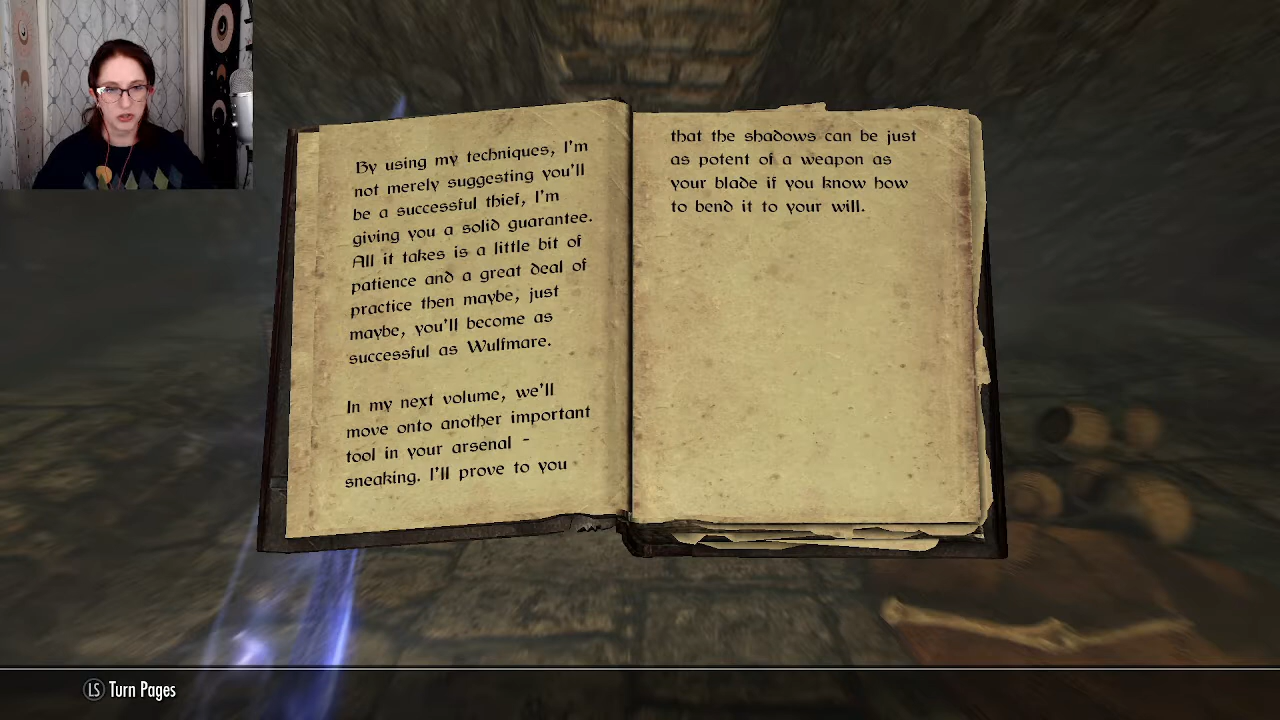 By using my techniques, I'm
not merely suggesting you'll
be a successful thief, I'm
giving you a solid guarantee.
All it takes is a little bit of
patience and a great deal of
practice then maybe, just
maybe, you'll become as
successful as Wulfmare.
In my next volume, we'll
move onto another important
tool in your arsenal -
sneaking. I'll prove to you
that the shadows can be just
as potent of a weapon as
your blade if you know how
to bend it to your will.
LS Turn Pages